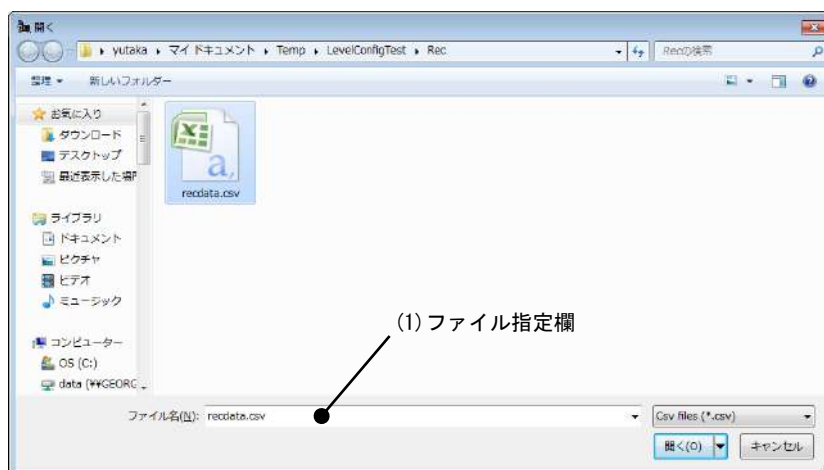 開く
yutaka ▸ マイ ドキュメント ▸ Temp ▸ LevelConfigTest ▸ Rec
Recの検索
整理 ▼ 新しいフォルダー
お気に入り
ダウンロード
デスクトップ
最近表示した場所
recdata.csv
ライブラリ
ドキュメント
ピクチャ
ビデオ
ミュージック
コンピューター
OS (C:)
data (¥¥GEORG
(1)ファイル指定欄
ファイル名(N): recdata.csv
Csv files (*.csv)
開く(O)
キャンセル